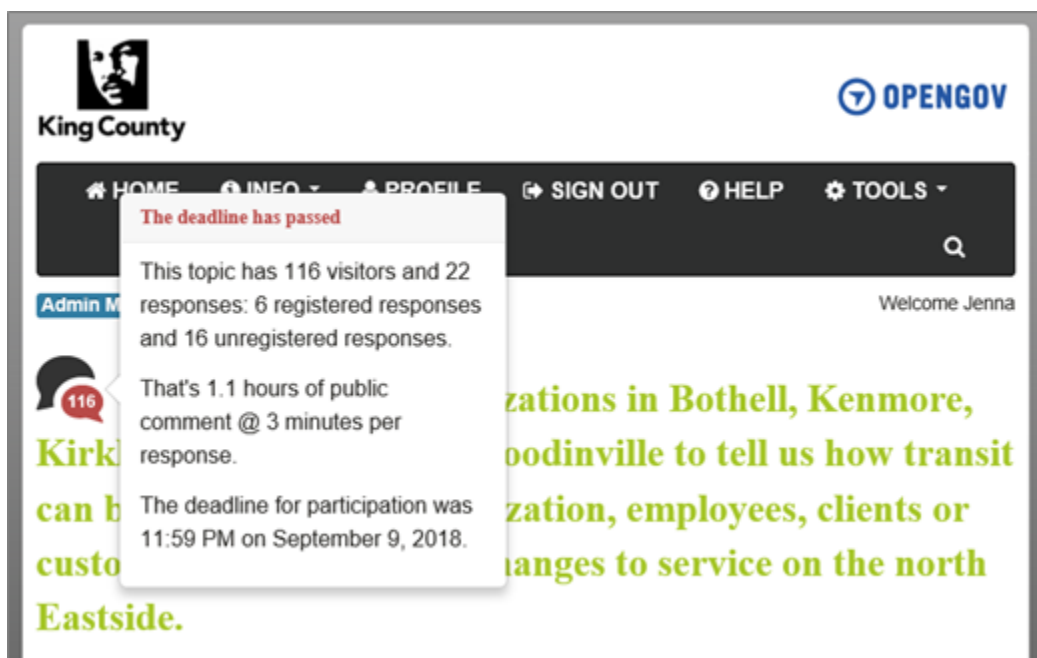 King County
OPENGOV
HOME INFO PROFILE SIGN OUT HELP TOOLS
The deadline has passed
This topic has 116 visitors and 22
responses: 6 registered responses
and 16 unregistered responses.
That's 1.1 hours of public
comment @ 3 minutes per
response.
The deadline for participation was
11:59 PM on September 9, 2018.
Admin
Welcome Jenna
116
zations in Bothell, Kenmore,
Kirkl oodinville to tell us how transit
can b zation, employees, clients or
custo anges to service on the north
Eastside.